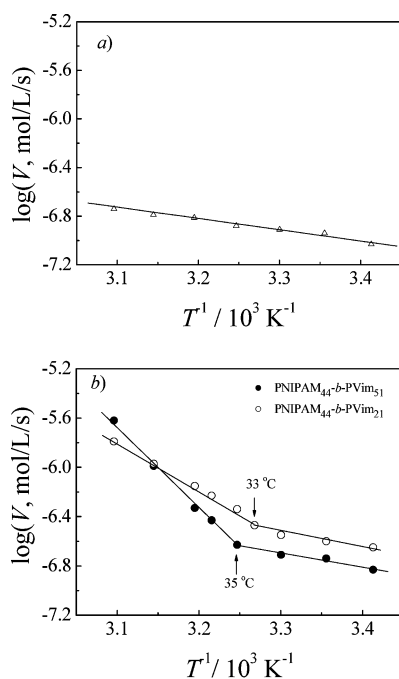 a)
-5.2
-5.6
-6.0
-6.4
-6.8
-7.2
log(V, mol/L/s)
3.1 3.2 3.3 3.4
T⁻¹ / 10³ K⁻¹
b)
PNIPAM₄₄-b-PVim₅₁
PNIPAM₄₄-b-PVim₂₁
-5.2
-5.6
-6.0
-6.4
-6.8
-7.2
log(V, mol/L/s)
33 °C
35 °C
3.1 3.2 3.3 3.4
T⁻¹ / 10³ K⁻¹